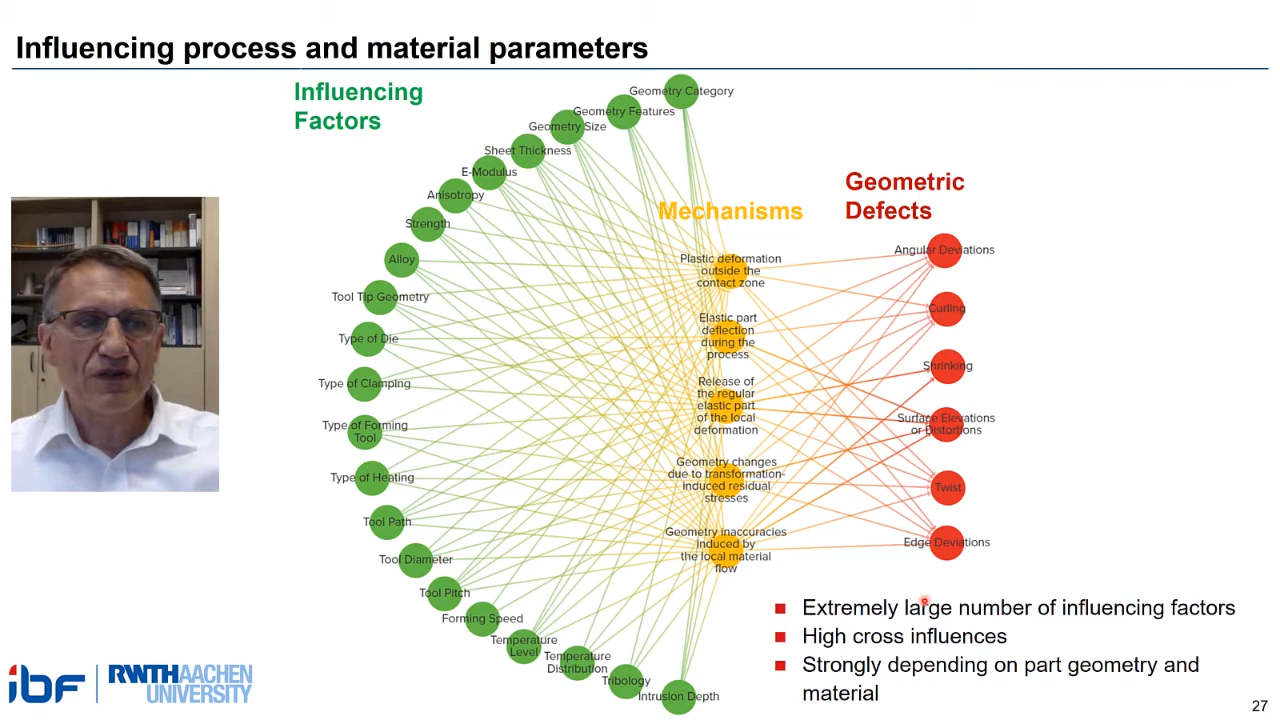 Influencing process and material parameters
Influencing
Factors
Geometry Category
Geometry Features
Geometry Size
Sheet Thickness
E-Modulus
Anisotropy
Strength
Alloy
Tool Tip Geometry
Type of Die
Type of Clamping
Type of Forming
Tool
Type of Heating
Tool Path
Tool Diameter
Tool Pitch
Forming Speed
Temperature
Level
Temperature
Distribution
Tribology
Intrusion Depth
Mechanisms
Plastic deformation
outside the
contact zone
Elastic part
deflection
during the
process
Release of
the regular
elastic part
of the local
deformation
Geometry changes
due to transformation-
induced residual
stresses
Geometry inaccuracies
induced by
the local material
flow
Geometric
Defects
Angular Deviations
Curling
Shrinking
Surface Elevations
or Distortions
Twist
Edge Deviations
Extremely large number of influencing factors
High cross influences
Strongly depending on part geometry and
material
ibf
RWTHAACHEN
UNIVERSITY
27